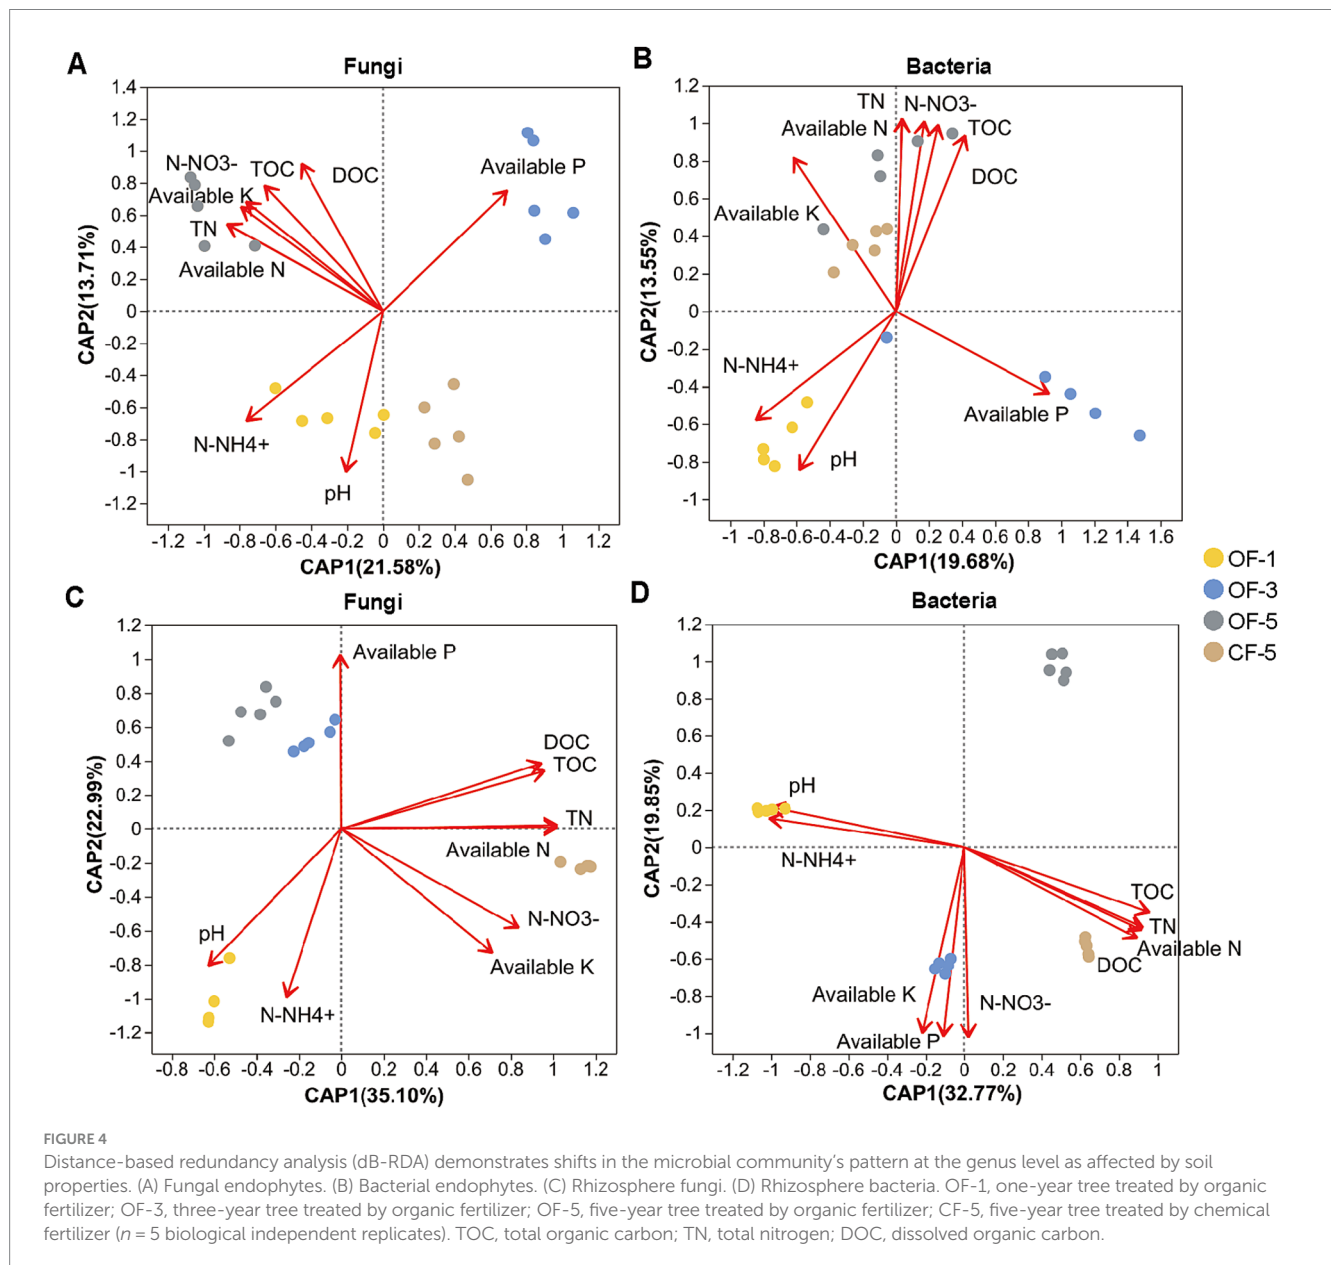 A
Fungi
1.4
1.2
1
0.8
0.6
0.4
0.2
0
-0.2
-0.4
-0.6
-0.8
-1
-1.2
CAP2(13.71%)
N-NO3-
TOC
DOC
Available K
TN
Available N
Available P
N-NH4+
pH
-1.2 -1 -0.8 -0.6 -0.4 -0.2 0 0.2 0.4 0.6 0.8 1 1.2
CAP1(21.58%)
B
Bacteria
1.2
1
0.8
0.6
0.4
0.2
0
-0.2
-0.4
-0.6
-0.8
-1
CAP2(13.55%)
TN
N-NO3-
Available N
TOC
DOC
Available K
N-NH4+
Available P
pH
-1 -0.8 -0.6 -0.4 -0.2 0 0.2 0.4 0.6 0.8 1 1.2 1.4 1.6
CAP1(19.68%)
OF-1
OF-3
OF-5
CF-5
C
Fungi
1.2
1
0.8
0.6
0.4
0.2
0
-0.2
-0.4
-0.6
-0.8
-1
-1.2
CAP2(22.99%)
Available P
DOC
TOC
TN
Available N
N-NO3-
Available K
pH
N-NH4+
-0.8 -0.6 -0.4 -0.2 0 0.2 0.4 0.6 0.8 1 1.2
CAP1(35.10%)
D
Bacteria
1.2
1
0.8
0.6
0.4
0.2
0
-0.2
-0.4
-0.6
-0.8
-1
CAP2(19.85%)
pH
N-NH4+
TOC
TN
Available N
DOC
Available K
N-NO3-
Available P
-1.2 -1 -0.8 -0.6 -0.4 -0.2 0 0.2 0.4 0.6 0.8 1
CAP1(32.77%)
FIGURE 4
Distance-based redundancy analysis (dB-RDA) demonstrates shifts in the microbial community‘s pattern at the genus level as affected by soil
properties. (A) Fungal endophytes. (B) Bacterial endophytes. (C) Rhizosphere fungi. (D) Rhizosphere bacteria. OF-1, one-year tree treated by organic
fertilizer; OF-3, three-year tree treated by organic fertilizer; OF-5, five-year tree treated by organic fertilizer; CF-5, five-year tree treated by chemical
fertilizer (n = 5 biological independent replicates). TOC, total organic carbon; TN, total nitrogen; DOC, dissolved organic carbon.